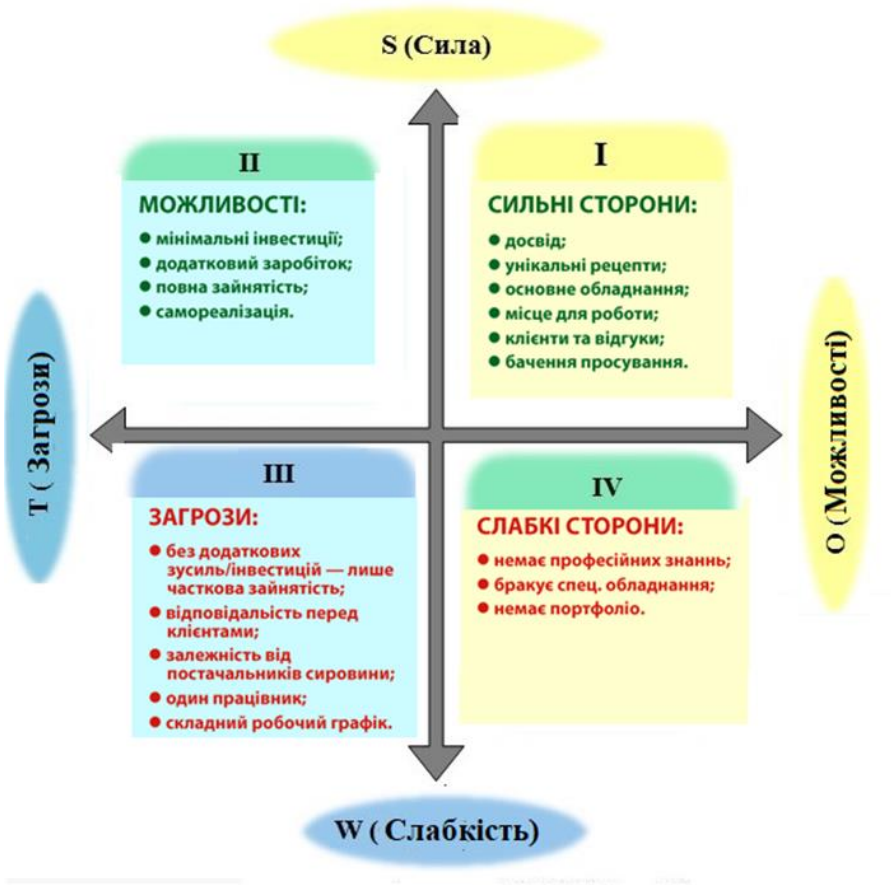 S (Сила)
II
МОЖЛИВОСТІ:
● мінімальні інвестиції;
● додатковий заробіток;
● повна зайнятість;
● самореалізація.
I
СИЛЬНІ СТОРОНИ:
● досвід;
● унікальні рецепти;
● основне обладнання;
● місце для роботи;
● клієнти та відгуки;
● бачення просування.
Т ( Загрози)
О (Можливості)
III
ЗАГРОЗИ:
● без додаткових
зусиль/інвестицій — лише
часткова зайнятість;
● відповідальість перед
клієнтами;
● залежність від
постачальників сировини;
● один працівник;
● складний робочий графік.
IV
СЛАБКІ СТОРОНИ:
● немає професійних знаннь;
● бракує спец. обладнання;
● немає портфоліо.
W ( Слабкість)